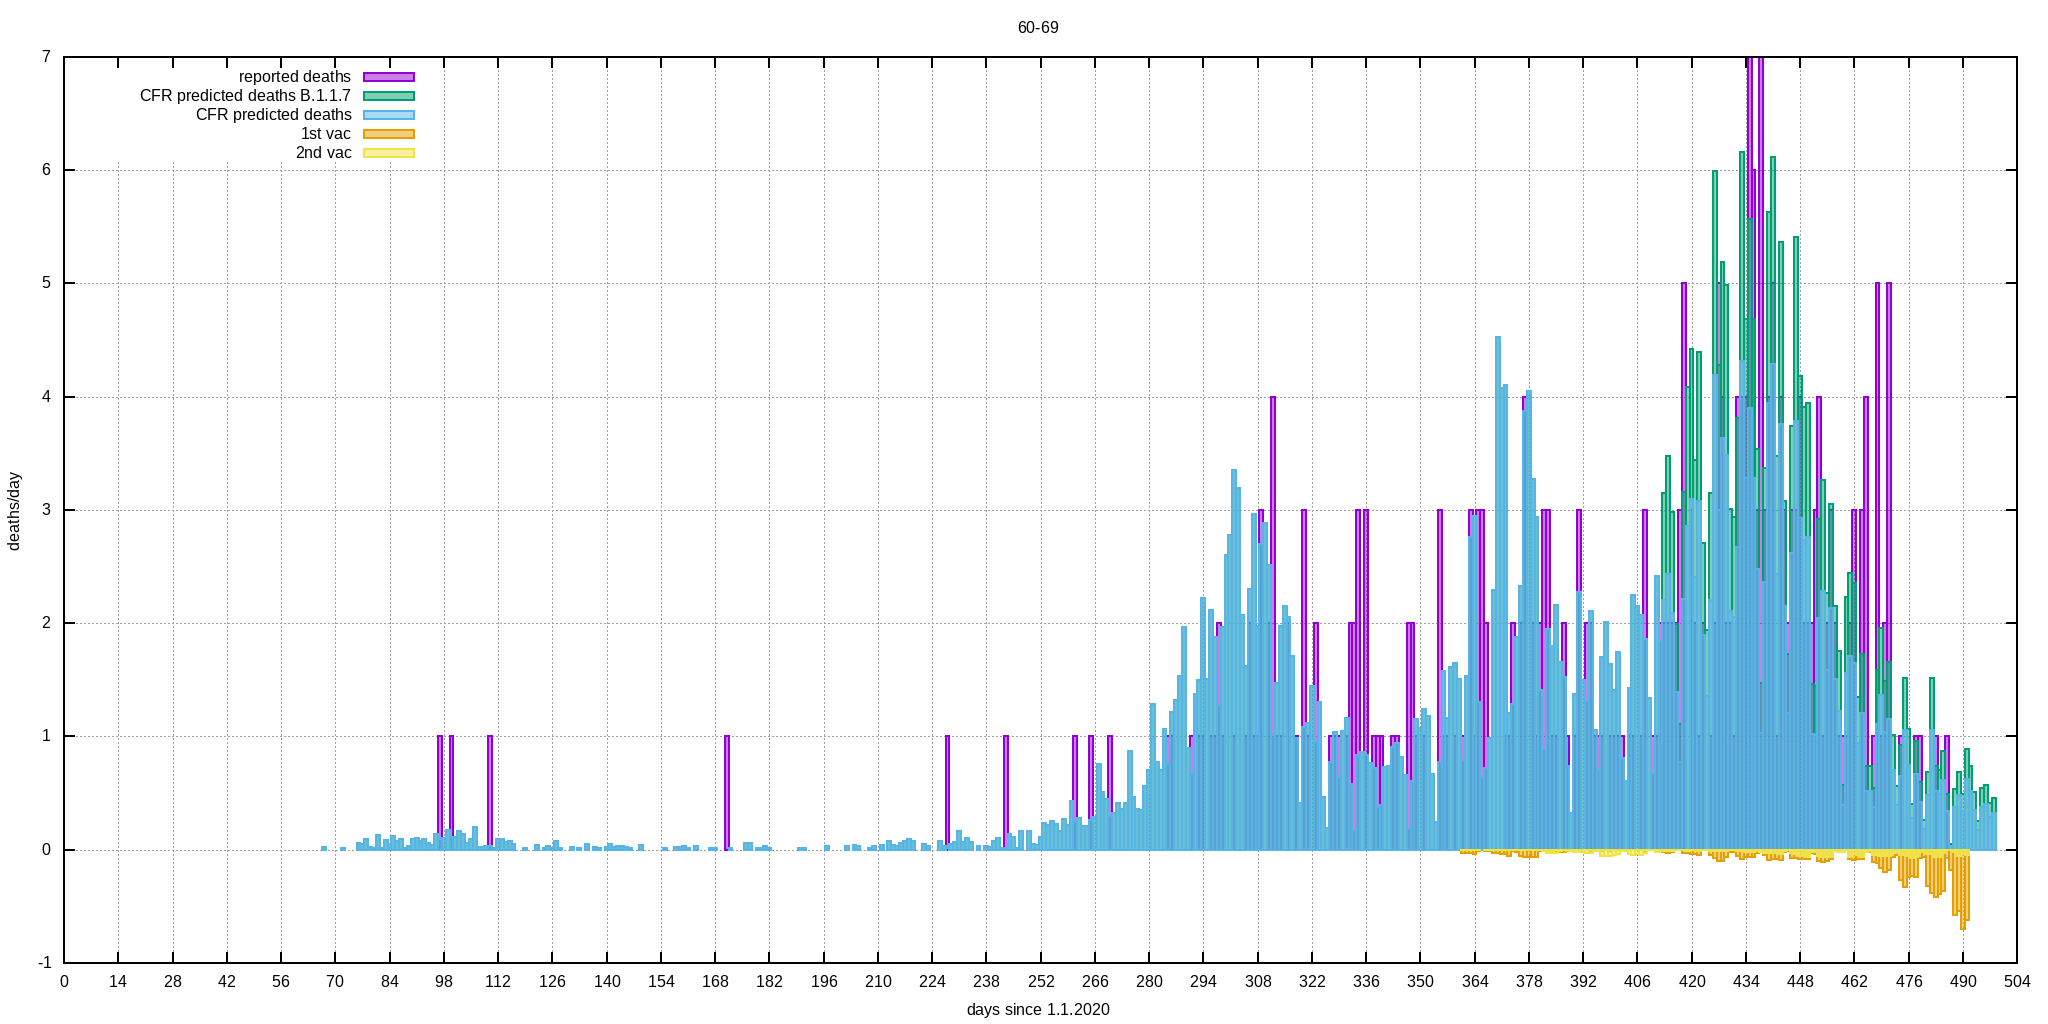 60-69
7
reported deaths
CFR predicted deaths B.1.1.7
CFR predicted deaths
1st vac
2nd vac
6
5
4
3
deaths/day
2
1
0
-1
0 14 28 42 56 70 84 98 112 126 140 154 168 182 196 210 224 238 252 266 280 294 308 322 336 350 364 378 392 406 420 434 448 462 476 490 504
days since 1.1.2020